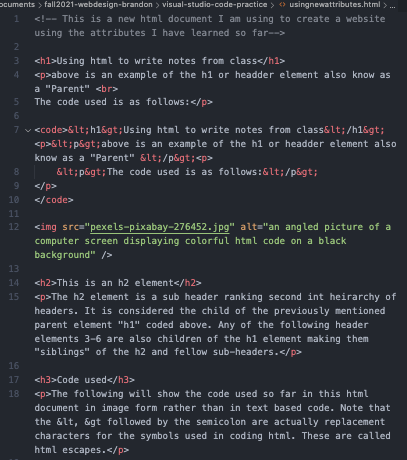 ocuments > fall2021-webdesign-brandon > visual-studio-code-practice > <> usingnewattributes.html > ...
1 <!-- This is a new html document I am using to create a website
using the attributes I have learned so far-->
2
3 <h1>Using html to write notes from class</h1>
4 <p>above is an example of the h1 or headder element also know as
a "Parent" <br>
5 The code used is as follows:</p>
6
7 <code>&lt;h1&gt;Using html to write notes from class&lt;/h1&gt;
<p>&lt;p&gt;above is an example of the h1 or headder element also
know as a "Parent" &lt;/p&gt;<p>
8 &lt;p&gt;The code used is as follows:&lt;/p&gt;
9 </p>
10 </code>
11
12 <img src="pexels-pixabay-276452.jpg" alt="an angled picture of a
computer screen displaying colorful html code on a black
background" />
13
14 <h2>This is an h2 element</h2>
15 <p>The h2 element is a sub header ranking second int heirarchy of
headers. It is considered the child of the previously mentioned
parent element "h1" coded above. Any of the following header
elements 3-6 are also children of the h1 element making them
"siblings" of the h2 and fellow sub-headers.</p>
16
17 <h3>Code used</h3>
18 <p>The following will show the code used so far in this html
document in image form rather than in text based code. Note that
the &lt, &gt followed by the semicolon are actually replacement
characters for the symbols used in coding html. These are called
html escapes.</p>